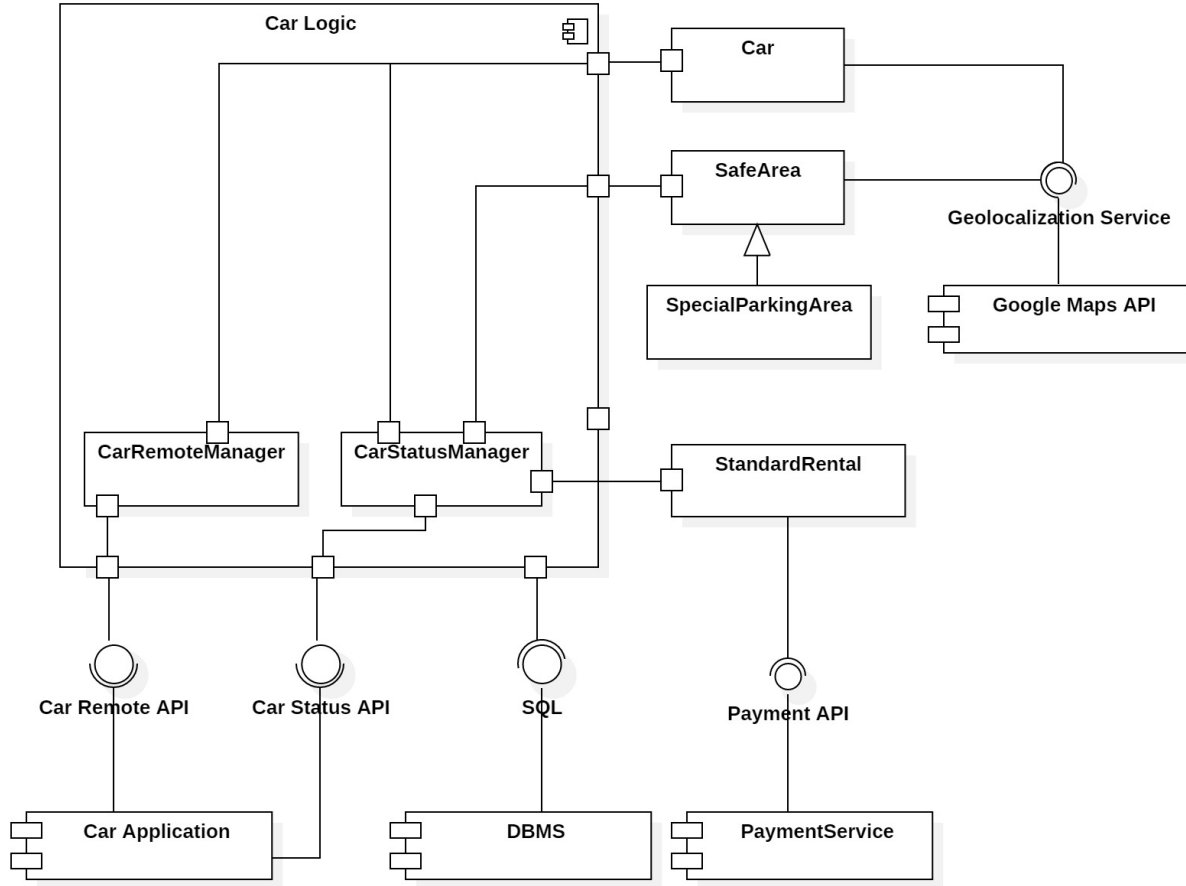 Car Logic
Car
SafeArea
Geolocalization Service
SpecialParkingArea
Google Maps API
CarRemoteManager
CarStatusManager
StandardRental
Car Remote API
Car Status API
SQL
Payment API
Car Application
DBMS
PaymentService